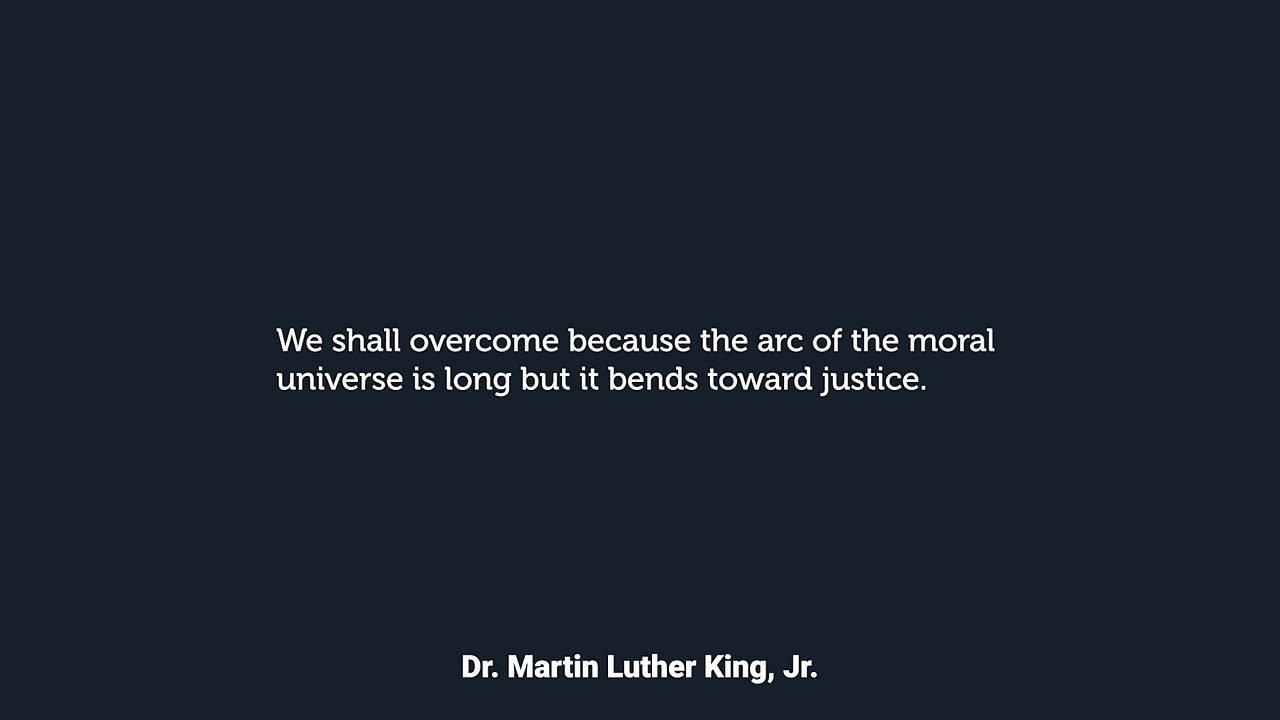 We shall overcome because the arc of the moral
universe is long but it bends toward justice.
Dr. Martin Luther King, Jr.